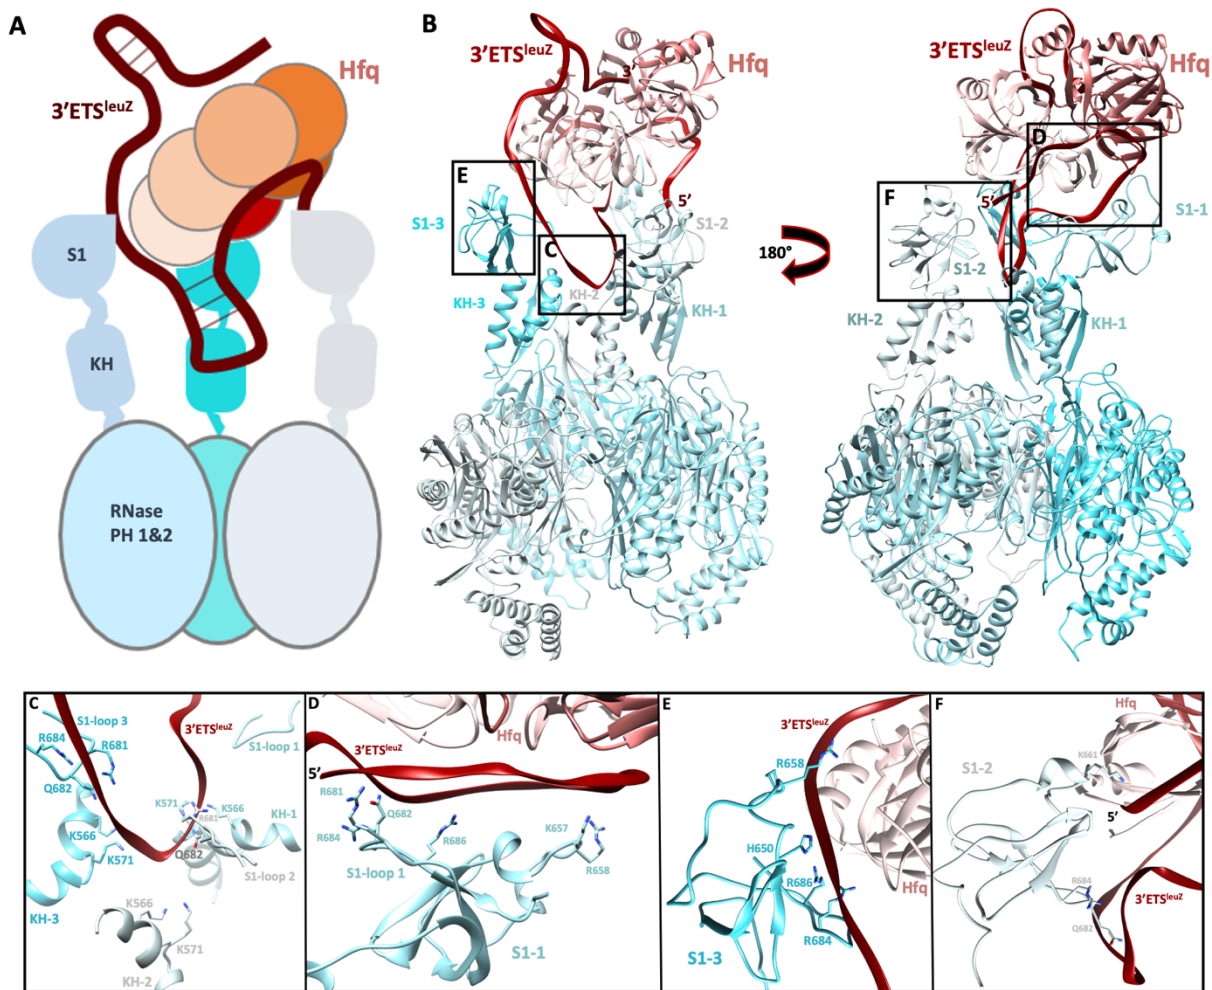 A
3'ETSleuZ
Hfq
S1
KH
RNase
PH 1&2
B
3'ETSleuZ
3'
Hfq
E
S1-3
5'
S1-2
C
KH-3
KH-2
KH-1
180°
3'ETSleuZ
Hfq
D
F
5'
S1-1
S1-2
KH-2
KH-1
C
S1-loop 3
3'ETSleuZ
S1-loop 1
R684
R681
Q682
K571
K566
R681
KH-1
K566
Q682
K571
S1-loop 2
KH-3
K566
K571
KH-2
D
Hfq
3'ETSleuZ
5'
R681
Q682
K657
R684
R686
S1-loop 1
R658
S1-1
E
3'ETSleuZ
R658
H650
R686
Hfq
R684
S1-3
F
Hfq
K661
S1-2
5'
R684
3'ETSleuZ
Q682